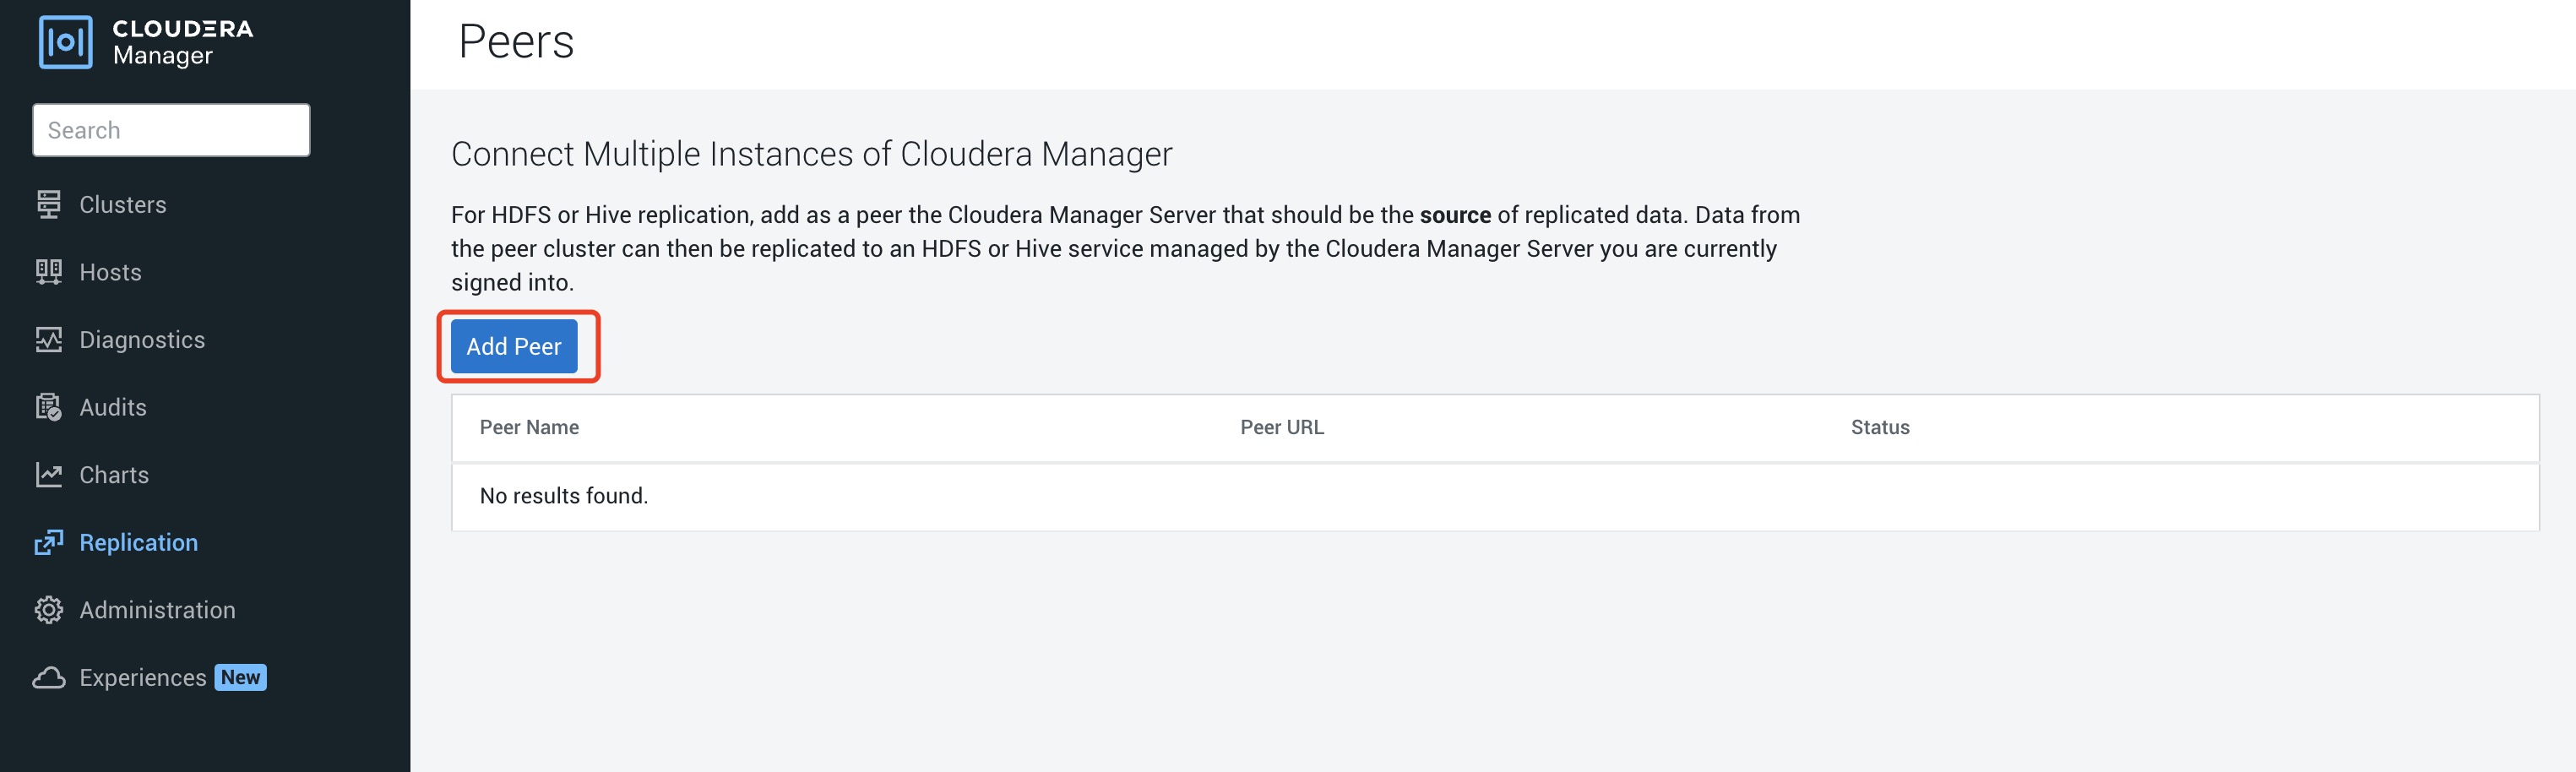 CLOUDERA
Manager
Search
Clusters
Hosts
Diagnostics
Audits
Charts
Replication
Administration
Experiences New
Peers
Connect Multiple Instances of Cloudera Manager
For HDFS or Hive replication, add as a peer the Cloudera Manager Server that should be the source of replicated data. Data from
the peer cluster can then be replicated to an HDFS or Hive service managed by the Cloudera Manager Server you are currently
signed into.
Add Peer
Peer Name Peer URL Status
No results found.